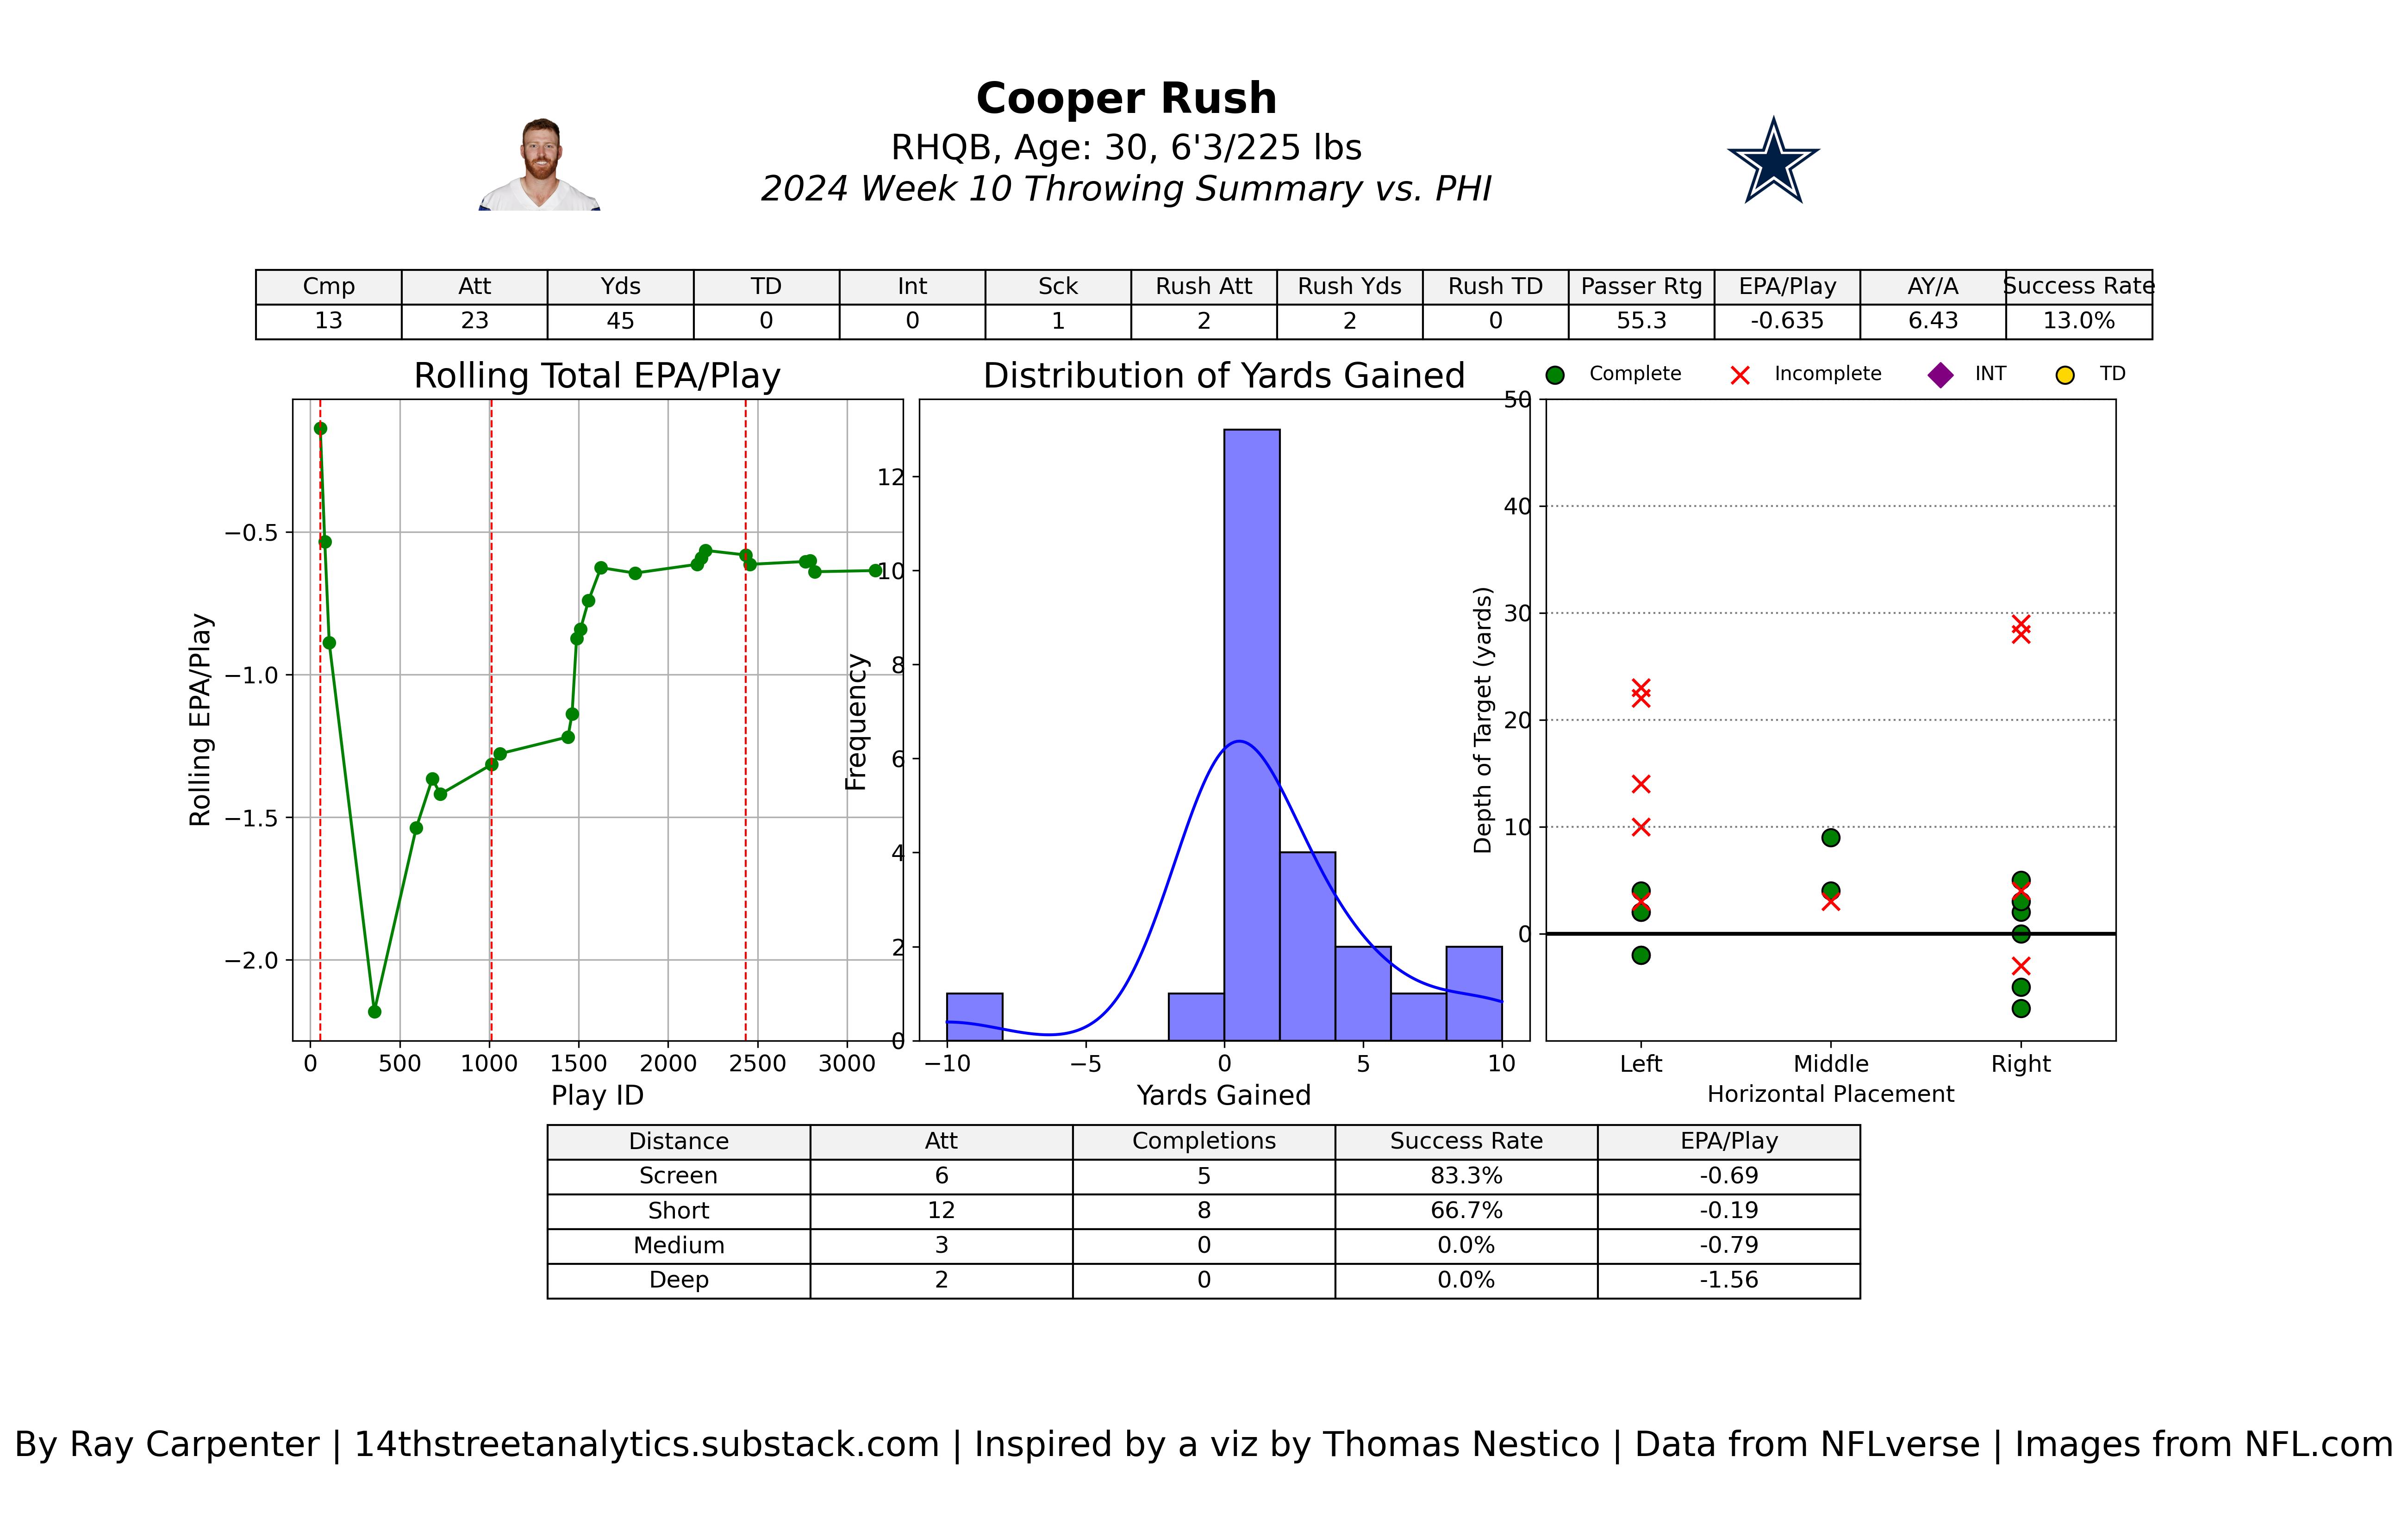 Cooper Rush
RHQB, Age: 30, 6'3/225 lbs
2024 Week 10 Throwing Summary vs. PHI
Cmp Att Yds TD Int Sck Rush Att Rush Yds Rush TD Passer Rtg EPA/Play AY/A Success Rate
13 23 45 0 0 1 2 2 0 55.3 -0.635 6.43 13.0%
Rolling Total EPA/Play
−0.5
−1.0
−1.5
−2.0
Rolling EPA/Play
0 500 1000 1500 2000 2500 3000
Play ID
Distribution of Yards Gained
12
10
8
6
4
2
0
Frequency
−10 −5 0 5 10
Yards Gained
Complete Incomplete INT TD
50
40
30
20
10
0
Depth of Target (yards)
Left Middle Right
Horizontal Placement
Distance Att Completions Success Rate EPA/Play
Screen 6 5 83.3% -0.69
Short 12 8 66.7% -0.19
Medium 3 0 0.0% -0.79
Deep 2 0 0.0% -1.56
By Ray Carpenter | 14thstreetanalytics.substack.com | Inspired by a viz by Thomas Nestico | Data from NFLverse | Images from NFL.com